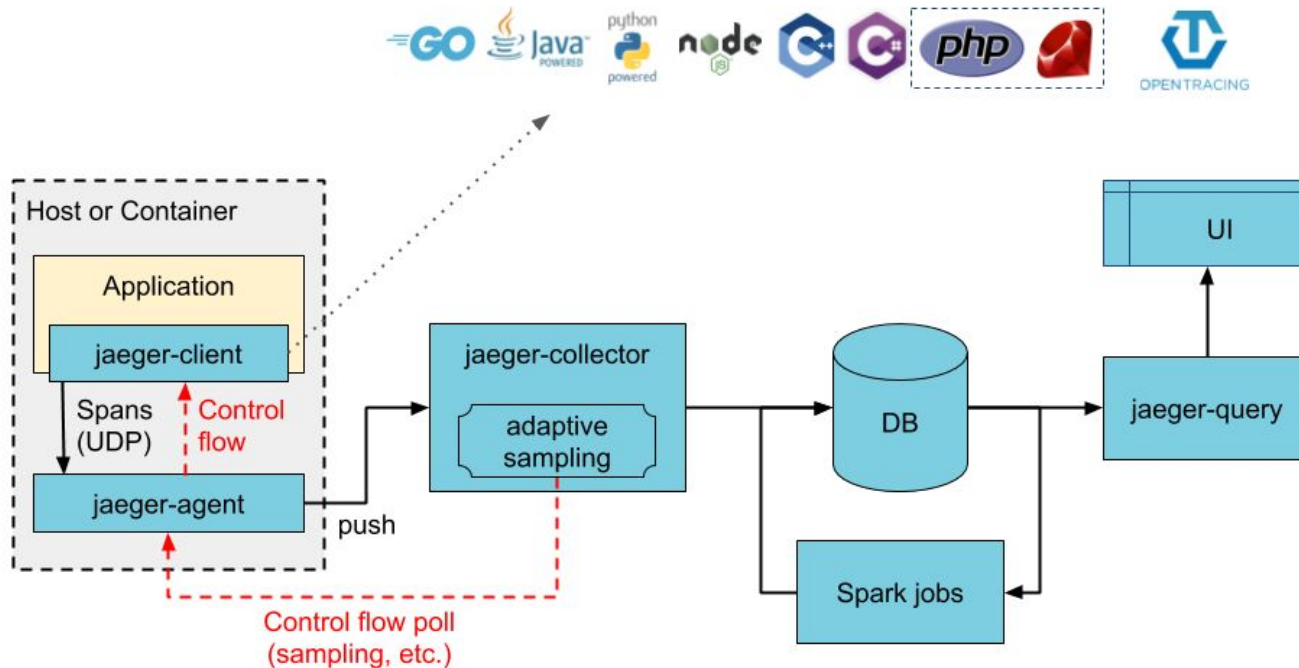 GO
Java
POWERED
python
powered
node
JS
C++
C#
php
OPENTRACING
Host or Container
Application
jaeger-client
Spans
(UDP)
Control
flow
jaeger-agent
push
Control flow poll
(sampling, etc.)
jaeger-collector
adaptive
sampling
DB
Spark jobs
jaeger-query
UI